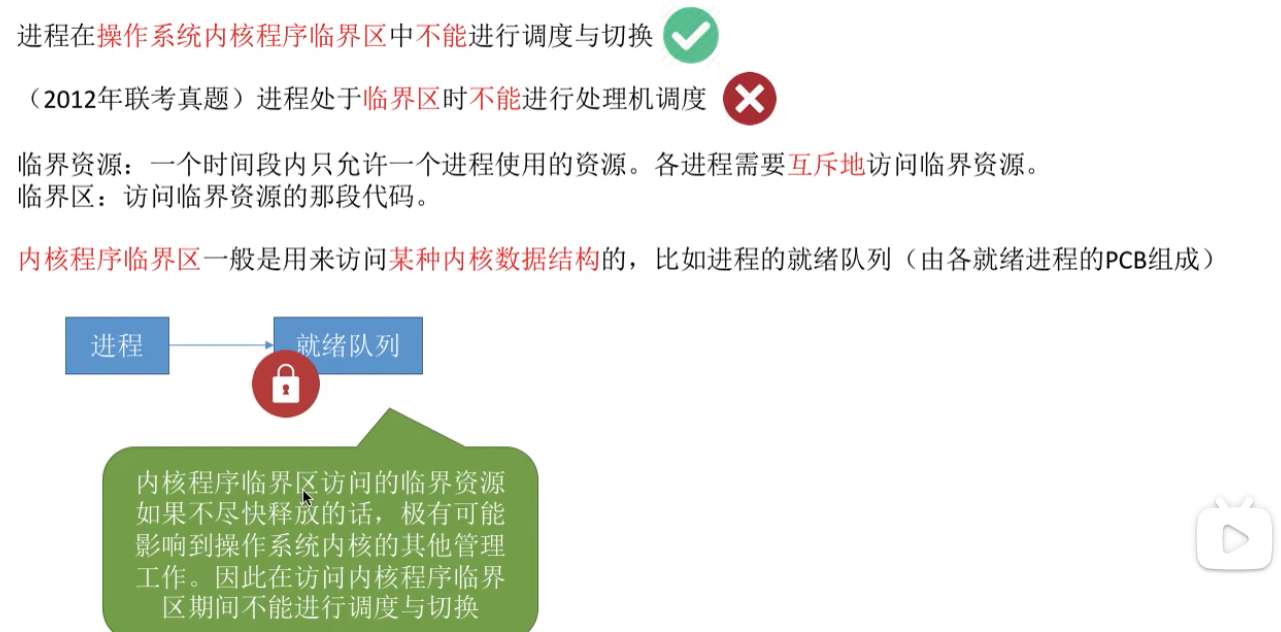 进程在操作系统内核程序临界区中不能进行调度与切换
（2012年联考真题）进程处于临界区时不能进行处理机调度
临界资源：一个时间段内只允许一个进程使用的资源。各进程需要互斥地访问临界资源。
临界区：访问临界资源的那段代码。
内核程序临界区一般是用来访问某种内核数据结构的，比如进程的就绪队列（由各就绪进程的PCB组成）
进程
就绪队列
内核程序临界区访问的临界资源
如果不尽快释放的话，极有可能
影响到操作系统内核的其他管理
工作。因此在访问内核程序临界
区期间不能进行调度与切换